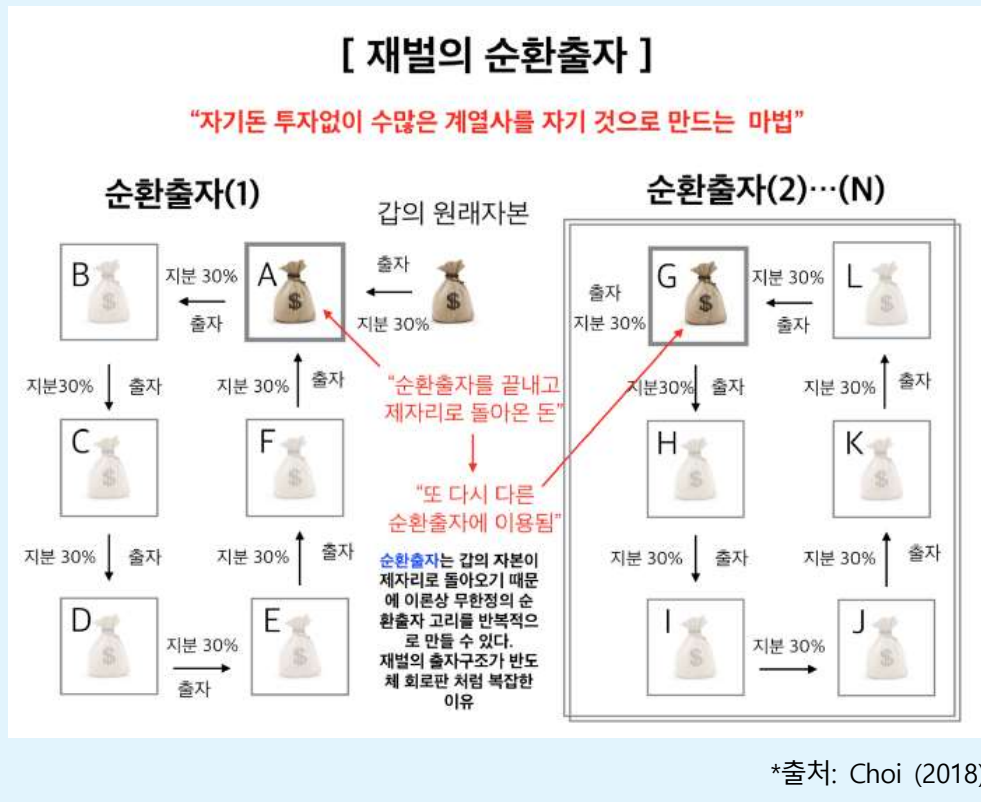 [ 재벌의 순환출자 ]
“자기돈 투자없이 수많은 계열사를 자기 것으로 만드는 마법”
순환출자(1)
갑의 원래자본
순환출자(2)⋯(N)
B
지분 30%
출자
A
출자
지분 30%
$
$
$
지분30%
출자
지분 30%
출자
C
$
F
$
지분 30%
출자
지분 30%
출자
D
$
지분 30%
출자
E
$
“순환출자를 끝내고
제자리로 돌아온 돈”
“또 다시 다른
순환출자에 이용됨”
순환출자는 갑의 자본이
제자리로 돌아오기 때문
에 이론상 무한정의 순
환출자 고리를 반복적으
로 만들 수 있다.
재벌의 출자구조가 반도
체 회로판 처럼 복잡한
이유
출자
지분 30%
G
$
지분 30%
출자
L
$
지분30%
출자
지분 30%
출자
H
$
K
$
지분 30%
출자
지분 30%
출자
I
$
지분 30%
J
$
*출처: Choi (2018)